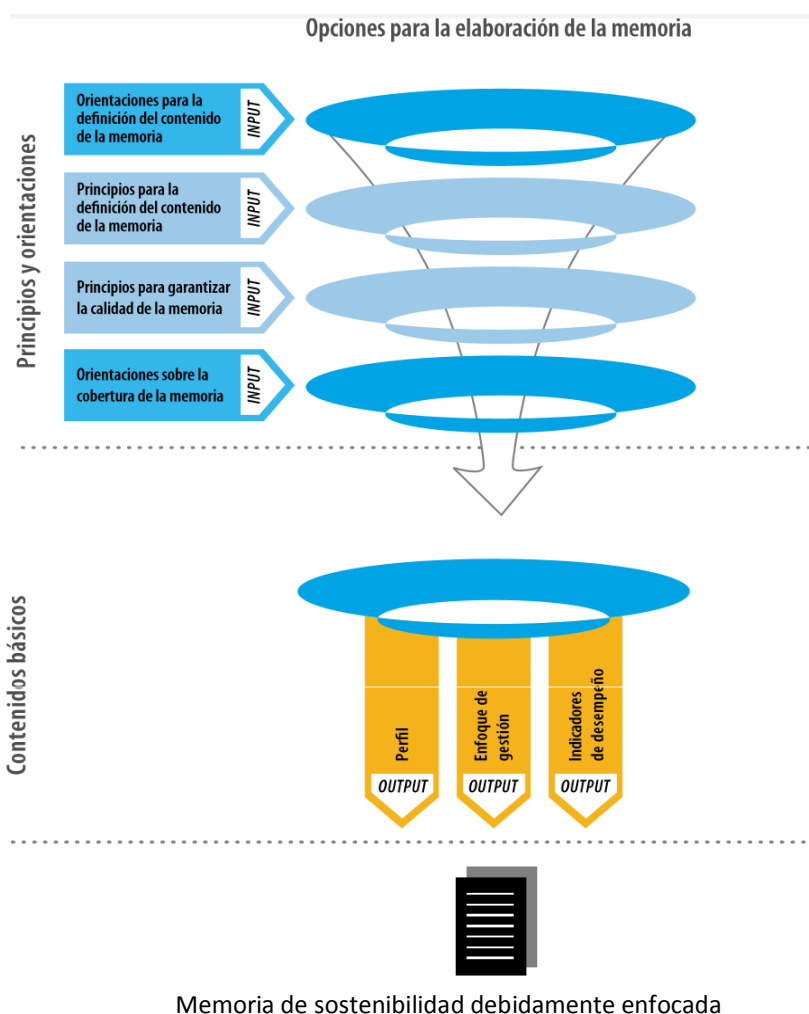 Opciones para la elaboración de la memoria
Principios y orientaciones
Orientaciones para la
definición del contenido
de la memoria
INPUT
Principios para la
definición del contenido
de la memoria
INPUT
Principios para garantizar
la calidad de la memoria
INPUT
Orientaciones sobre la
cobertura de la memoria
INPUT
Contenidos básicos
Perfil
OUTPUT
Enfoque de
gestión
OUTPUT
Indicadores
de desempeño
OUTPUT
Memoria de sostenibilidad debidamente enfocada